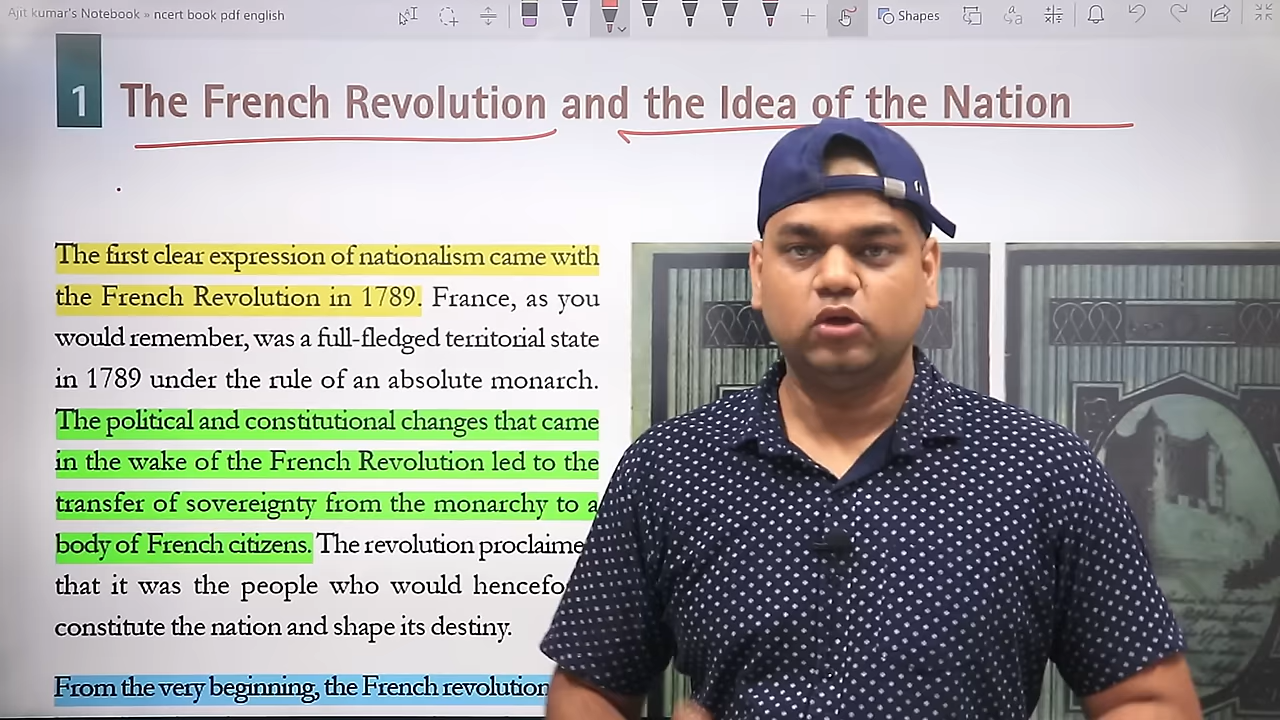 Ajit kumar's Notebook » ncert book pdf english
Shapes
1 The French Revolution and the Idea of the Nation
The first clear expression of nationalism came with
the French Revolution in 1789. France, as you
would remember, was a full-fledged territorial state
in 1789 under the rule of an absolute monarch.
The political and constitutional changes that came
in the wake of the French Revolution led to the
transfer of sovereignty from the monarchy to a
body of French citizens. The revolution proclaime
that it was the people who would hencefo
constitute the nation and shape its destiny.
From the very beginning, the French revolution